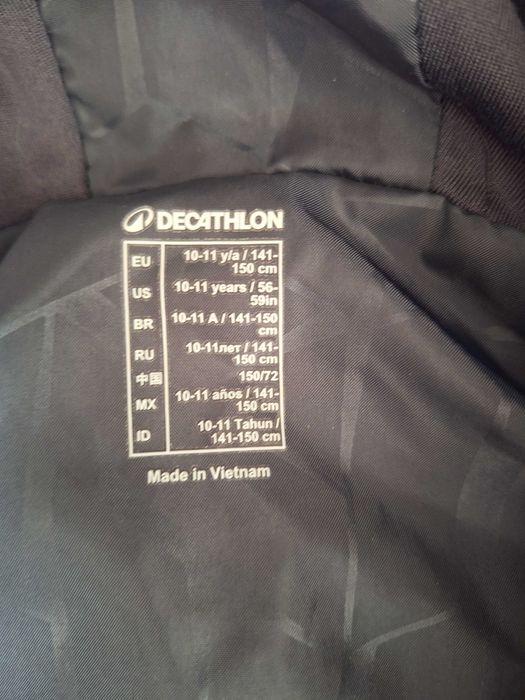 DECATHLON
EU 10-11 y/a / 141-
150 cm
US 10-11 years / 56-
59in
BR 10-11 A / 141-150
cm
RU 10-11лет / 141-
150 cm
中国 150/72
MX 10-11 años / 141-
150 cm
ID 10-11 Tahun /
141-150 cm
Made in Vietnam